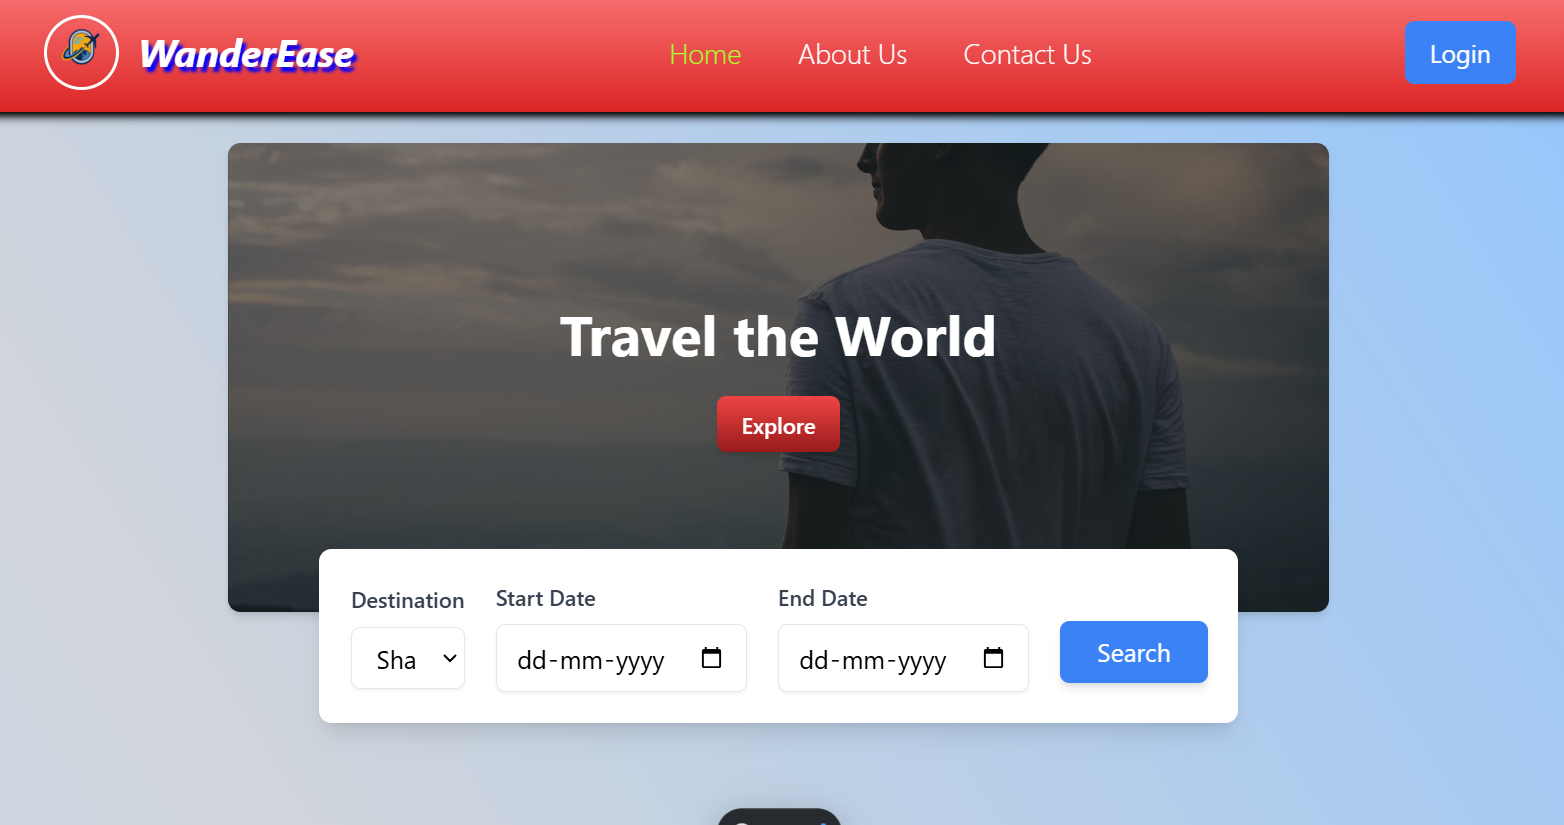 WanderEase
Home
About Us
Contact Us
Login
Travel the World
Explore
Destination
Start Date
End Date
Sha
dd-mm-yyyy
dd-mm-yyyy
Search